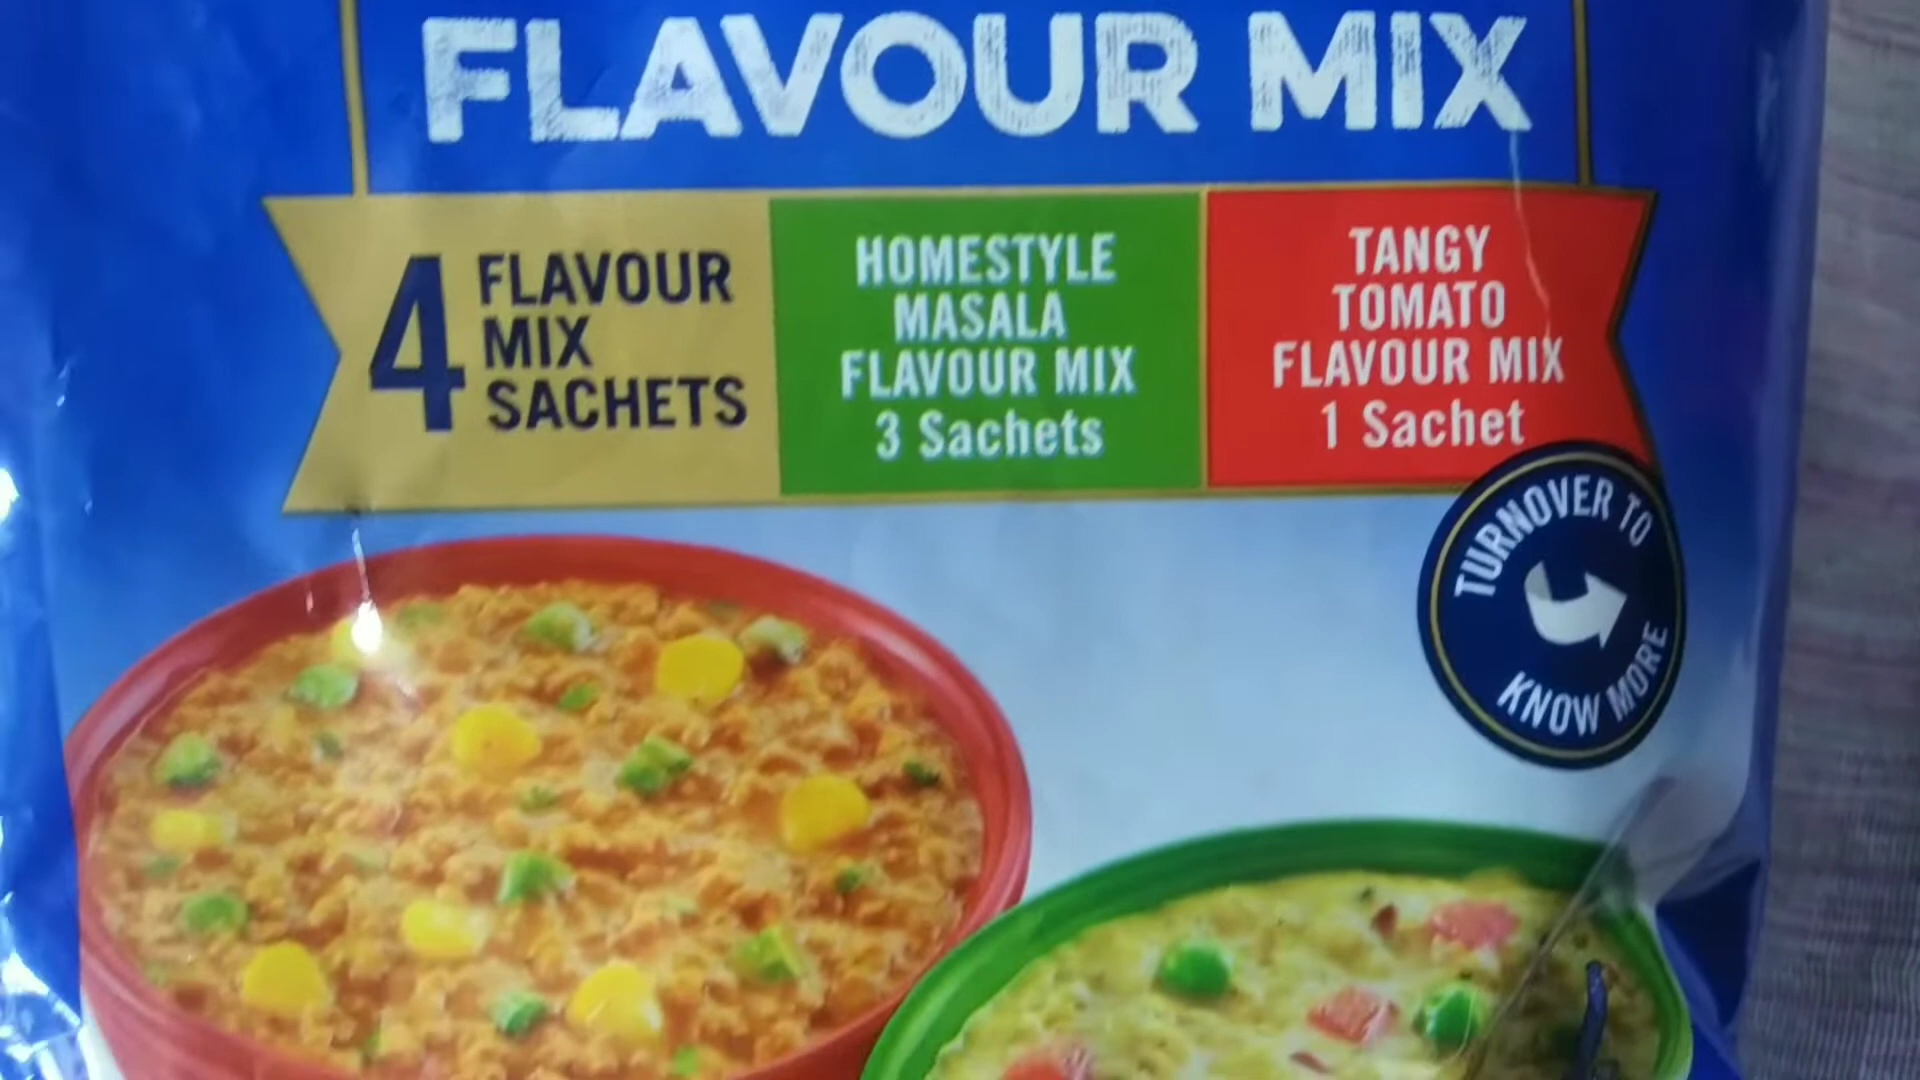 FLAVOUR MIX
4 FLAVOUR
MIX
SACHETS
HOMESTYLE
MASALA
FLAVOUR MIX
3 Sachets
TANGY
TOMATO
FLAVOUR MIX
1 Sachet
TURNOVER TO
KNOW MORE